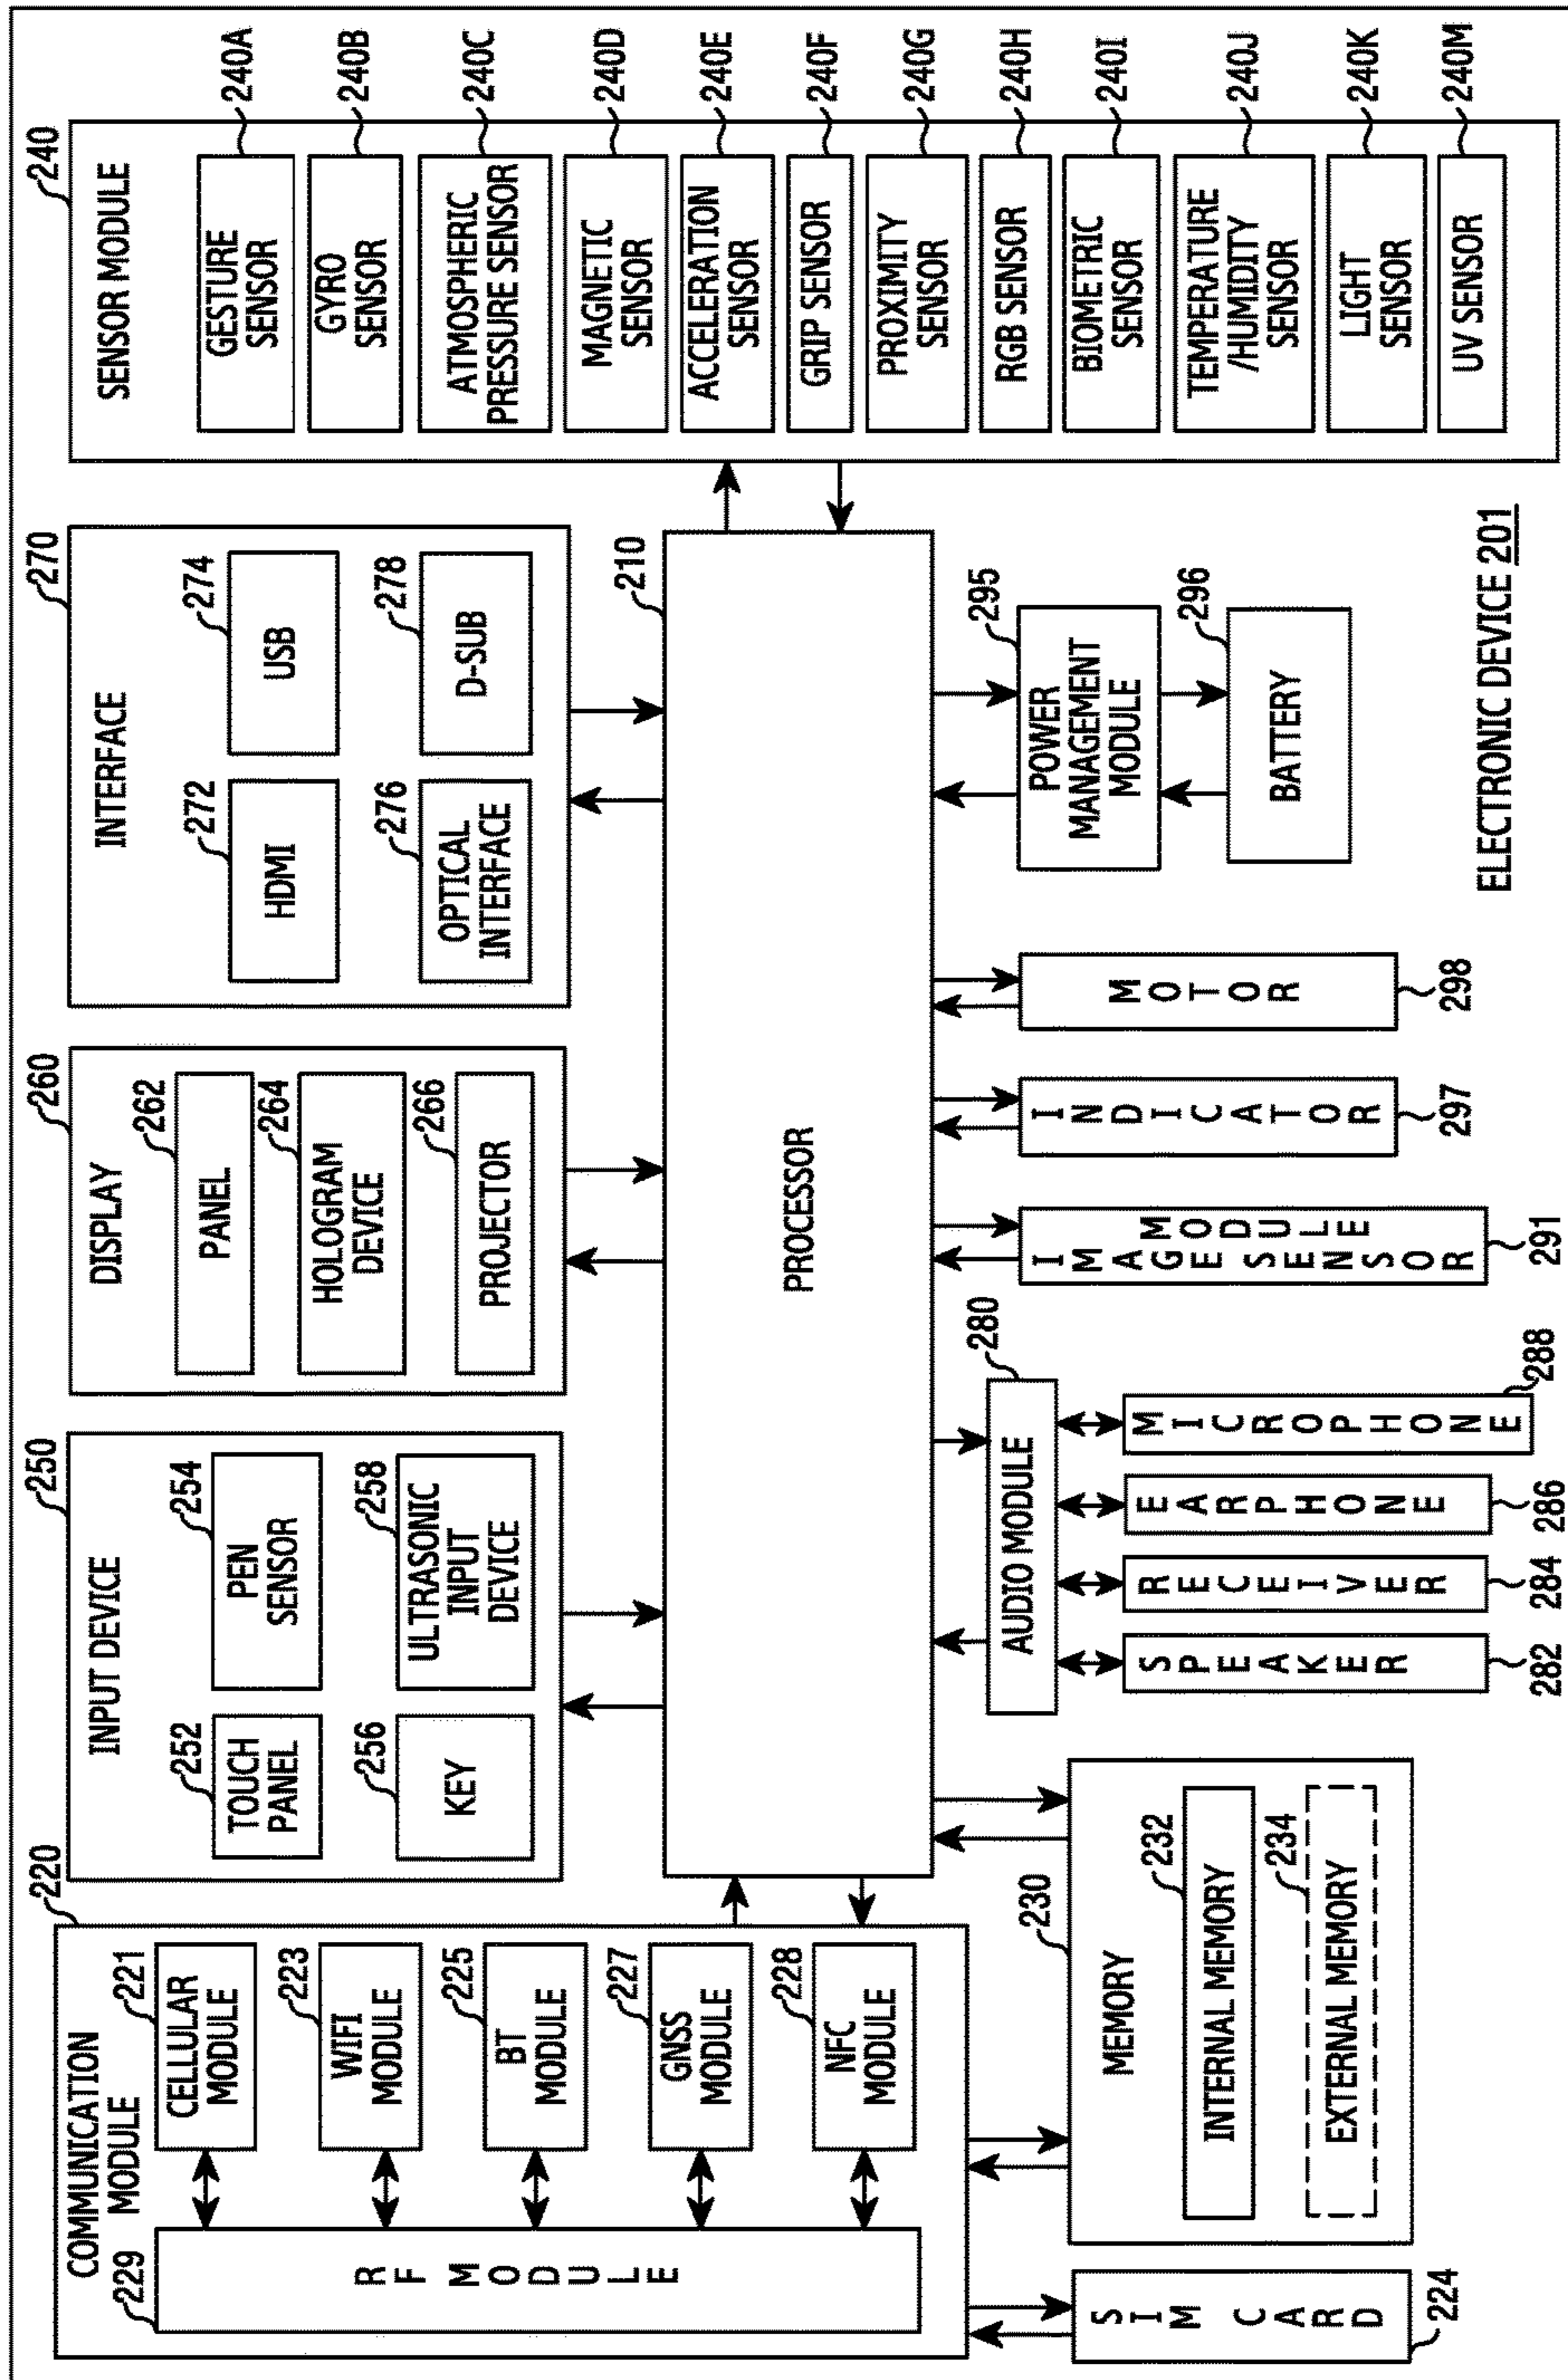 COMMUNICATION
MODULE
220
229
RF MODULE
221
CELLULAR
MODULE
223
WIFI
MODULE
225
BT
MODULE
227
GNSS
MODULE
228
NFC
MODULE
INPUT DEVICE
250
252
TOUCH
PANEL
254
PEN
SENSOR
256
KEY
258
ULTRASONIC
INPUT
DEVICE
DISPLAY
260
262
PANEL
264
HOLOGRAM
DEVICE
266
PROJECTOR
INTERFACE
270
272
HDMI
274
USB
276
OPTICAL
INTERFACE
278
D-SUB
SENSOR MODULE
240
GESTURE
SENSOR
240A
GYRO
SENSOR
240B
ATMOSPHERIC
PRESSURE SENSOR
240C
MAGNETIC
SENSOR
240D
ACCELERATION
SENSOR
240E
GRIP SENSOR
240F
PROXIMITY
SENSOR
240G
RGB SENSOR
240H
BIOMETRIC
SENSOR
240I
TEMPERATURE
/HUMIDITY
SENSOR
240J
LIGHT
SENSOR
240K
UV SENSOR
240M
PROCESSOR
210
SIM CARD
224
MEMORY
230
INTERNAL MEMORY
232
EXTERNAL MEMORY
234
AUDIO MODULE
280
SPEAKER
282
RECEIVER
284
EARPHONE
286
MICROPHONE
288
IMAGE SENSOR
MODULE
291
INDICATOR
297
MOTOR
298
POWER
MANAGEMENT
MODULE
295
BATTERY
296
ELECTRONIC DEVICE 201